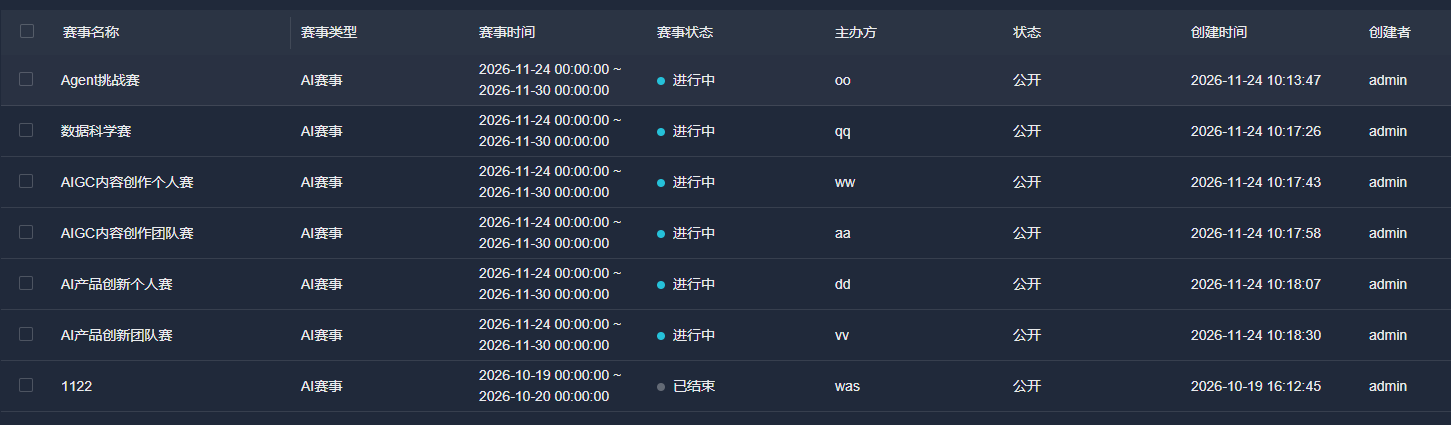 赛事名称 赛事类型 赛事时间 赛事状态 主办方 状态 创建时间 创建者
Agent挑战赛 AI赛事 2026-11-24 00:00:00 ~ 进行中 oo 公开 2026-11-24 10:13:47 admin
2026-11-30 00:00:00
数据科学赛 AI赛事 2026-11-24 00:00:00 ~ 进行中 qq 公开 2026-11-24 10:17:26 admin
2026-11-30 00:00:00
AIGC内容创作个人赛 AI赛事 2026-11-24 00:00:00 ~ 进行中 ww 公开 2026-11-24 10:17:43 admin
2026-11-30 00:00:00
AIGC内容创作团队赛 AI赛事 2026-11-24 00:00:00 ~ 进行中 aa 公开 2026-11-24 10:17:58 admin
2026-11-30 00:00:00
AI产品创新个人赛 AI赛事 2026-11-24 00:00:00 ~ 进行中 dd 公开 2026-11-24 10:18:07 admin
2026-11-30 00:00:00
AI产品创新团队赛 AI赛事 2026-11-24 00:00:00 ~ 进行中 vv 公开 2026-11-24 10:18:30 admin
2026-11-30 00:00:00
1122 AI赛事 2026-10-19 00:00:00 ~ 已结束 was 公开 2026-10-19 16:12:45 admin
2026-10-20 00:00:00